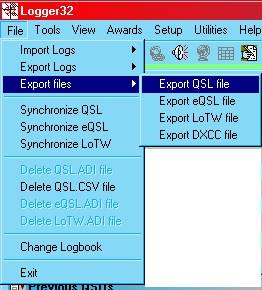 Logger32
File Tools View Awards Setup Utilities Help
Import Logs
Export Logs
Export files
Export QSL file
Export eQSL file
Export LoTW file
Export DXCC file
Synchronize QSL
Synchronize eQSL
Synchronize LoTW
Delete QSL.ADI file
Delete QSL.CSV file
Delete eQSL.ADI file
Delete LoTW.ADI file
Change Logbook
Exit
Previous QSOs